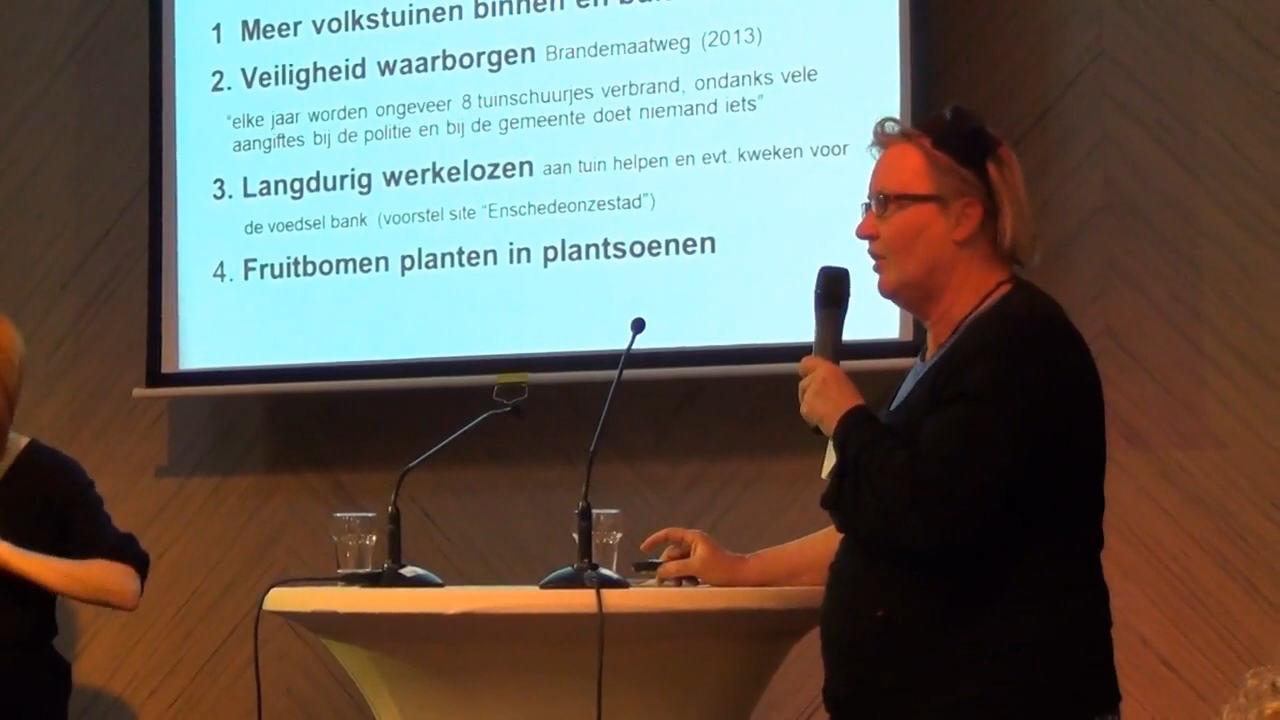 1 Meer volkstuinen binnen en
2. Veiligheid waarborgen Brandemaatweg (2013)
"elke jaar worden ongeveer 8 tuinschuurjes verbrand, ondanks vele
aangiftes bij de politie en bij de gemeente doet niemand iets"
3. Langdurig werkelozen aan tuin helpen en evt. kweken voor
de voedsel bank (voorstel site "Enschedeonzestad")
4. Fruitbomen planten in plantsoenen